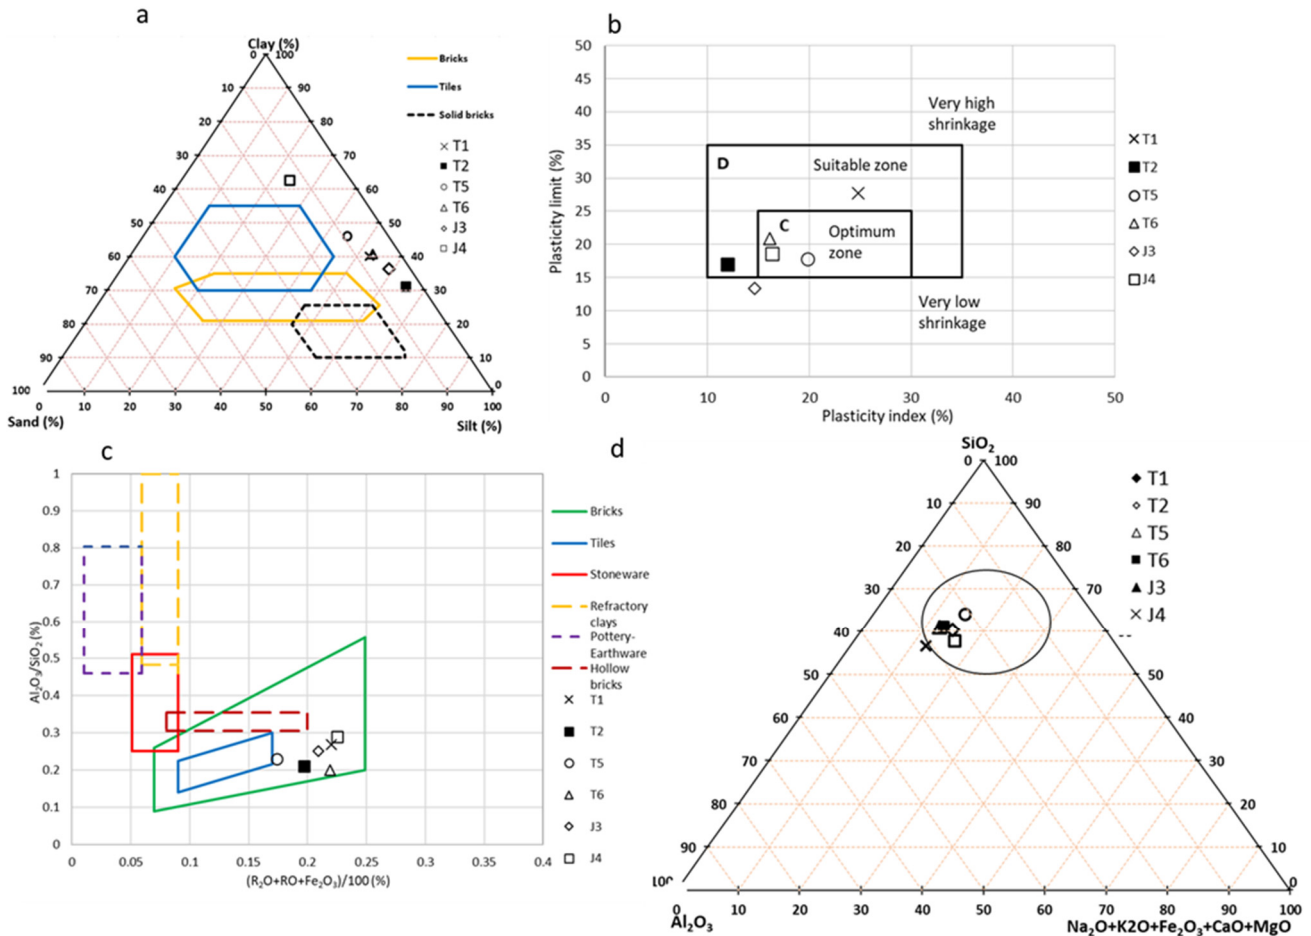 a
Clay (%)
0 100
10 90
20 80
30 70
40 60
50 50
60 40
70 30
80 20
90 10
100 0
0 10 20 30 40 50 60 70 80 90 100
Sand (%) Silt (%)
Bricks
Tiles
Solid bricks
T1
T2
T5
T6
J3
J4
b
50
45
40
35
30
25
20
15
10
5
0
Plasticity limit (%)
Very high
shrinkage
D
Suitable zone
C
Optimum
zone
Very low
shrinkage
0 10 20 30 40 50
Plasticity index (%)
T1
T2
T5
T6
J3
J4
c
1
0.9
0.8
0.7
0.6
0.5
0.4
0.3
0.2
0.1
0
Al₂O₃/SiO₂ (%)
0 0.05 0.1 0.15 0.2 0.25 0.3 0.35 0.4
(R₂O+RO+Fe₂O₃)/100 (%)
Bricks
Tiles
Stoneware
Refractory
clays
Pottery-
Earthware
Hollow
bricks
T1
T2
T5
T6
J3
J4
d
SiO₂
0 100
10 90
20 80
30 70
40
50 50
60 40
70 30
80 20
90 10
100 0
0 10 20 30 40 50 60 70 80 90 100
Al₂O₃ Na₂O+K2O+Fe₂O₃+CaO+MgO
T1
T2
T5
T6
J3
J4